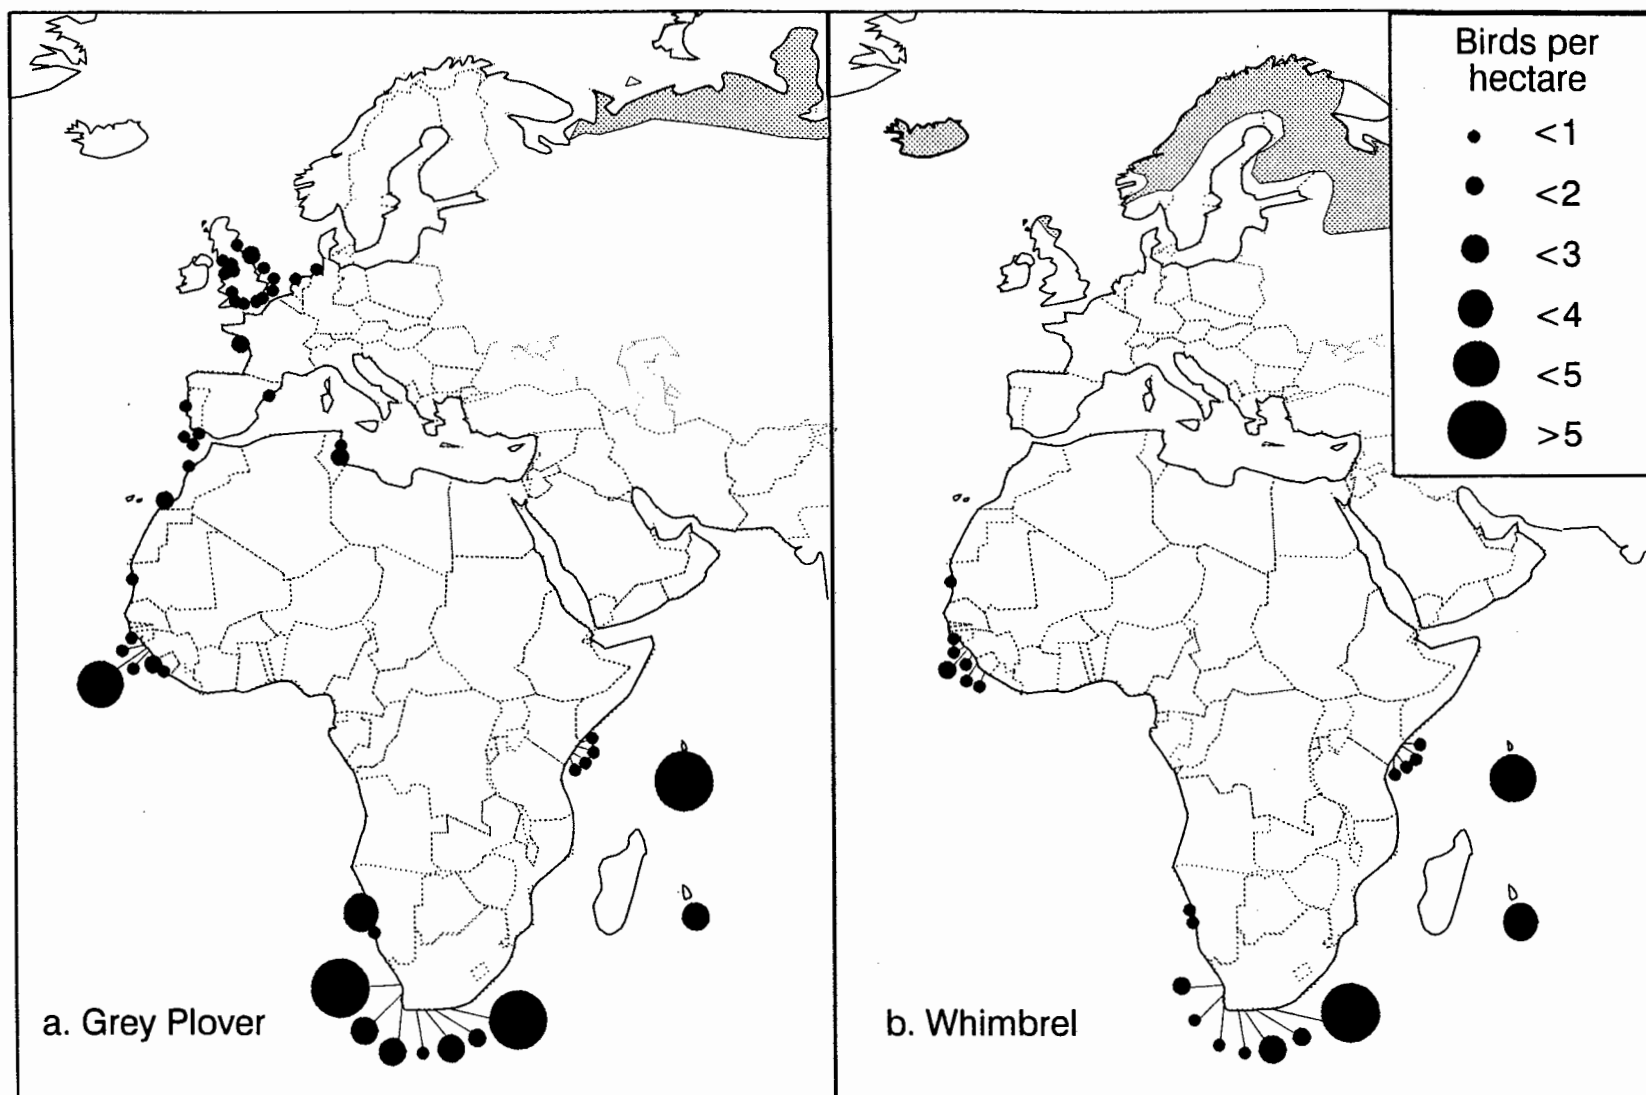 Birds per
hectare
<1
<2
<3
<4
<5
>5
a. Grey Plover
b. Whimbrel